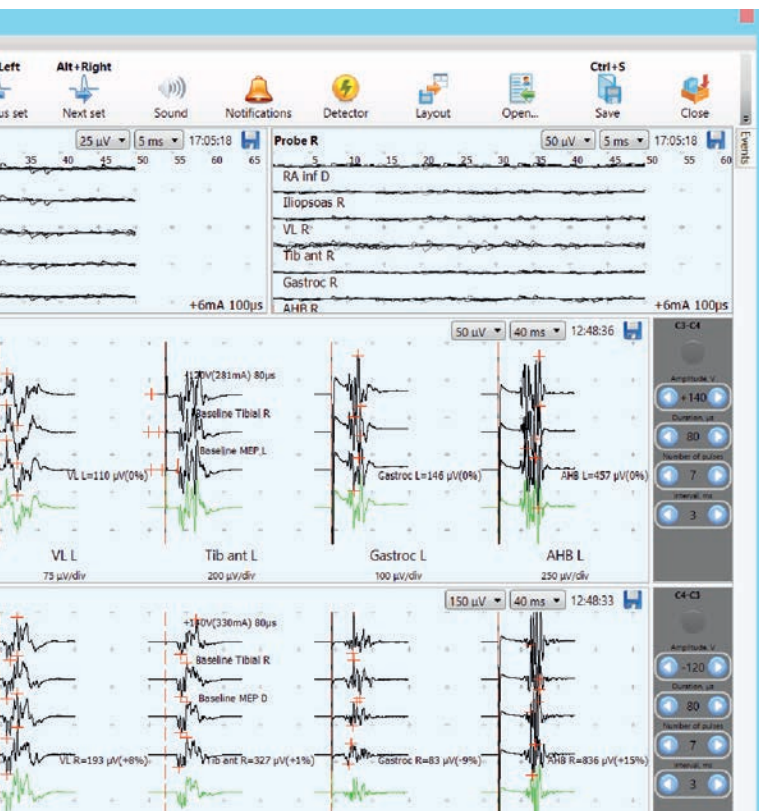 Left Alt+Right Ctrl+S
us set Next set Sound Notifications Detector Layout Open... Save Close
Events
25 µV 5 ms 17:05:18
35 40 45 50 55 60 65
+6mA 100µs
Probe R 50 µV 5 ms 17:05:18
5 10 15 20 25 30 35 40 45 50 55 60
RA inf D
Iliopsoas R
VL R
Tib ant R
Gastroc R
AHB R
+6mA 100µs
50 µV 40 ms 12:48:36
+120V(281mA) 80µs
Baseline Tibial R
Baseline MEP L
VL L=110 µV(0%) Gastroc L=146 µV(0%) AHB L=457 µV(0%)
VL L Tib ant L Gastroc L AHB L
75 µV/div 200 µV/div 100 µV/div 250 µV/div
C3-C4
Amplitude, V
+140
Duration, µs
80
Number of pulses
7
Interval, ms
3
150 µV 40 ms 12:48:33
+140V(330mA) 80µs
Baseline Tibial R
Baseline MEP D
VL R=193 µV(+8%) Tib ant R=327 µV(+1%) Gastroc R=83 µV(-9%) AHB R=836 µV(+15%)
C4-C3
Amplitude, V
-120
Duration, µs
80
Number of pulses
7
Interval, ms
3